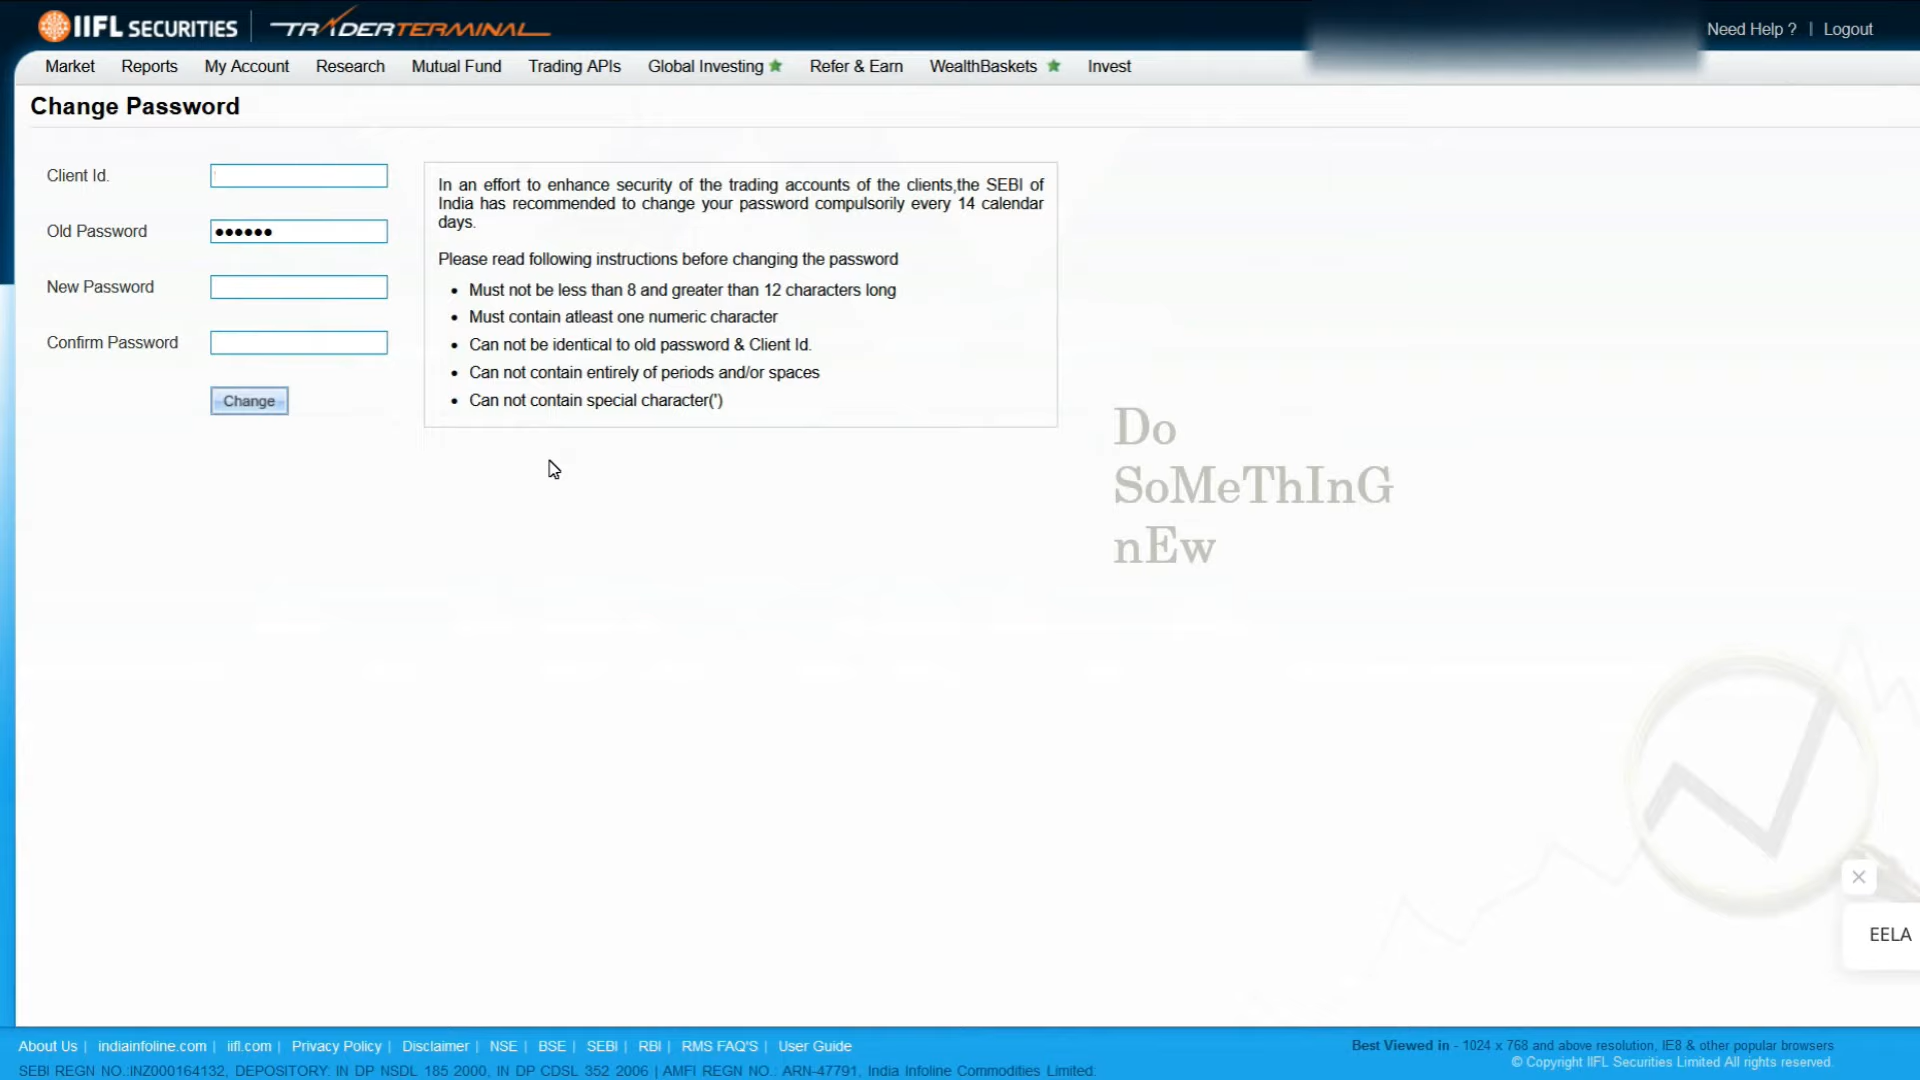 IIFL SECURITIES | TRADERTERMINAL
Need Help ? | Logout
Market Reports My Account Research Mutual Fund Trading APIs Global Investing Refer & Earn WealthBaskets Invest
Change Password
Client Id.
Old Password ●●●●●●
New Password
Confirm Password
Change
In an effort to enhance security of the trading accounts of the clients,the SEBI of
India has recommended to change your password compulsorily every 14 calendar
days.
Please read following instructions before changing the password
• Must not be less than 8 and greater than 12 characters long
• Must contain atleast one numeric character
• Can not be identical to old password & Client Id.
• Can not contain entirely of periods and/or spaces
• Can not contain special character(')
Do
SoMeThInG
nEw
EELA
About Us | indiainfoline.com | iifl.com | Privacy Policy | Disclaimer | NSE | BSE | SEBI | RBI | RMS FAQ'S | User Guide
Best Viewed in - 1024 x 768 and above resolution, IE8 & other popular browsers
© Copyright IIFL Securities Limited All rights reserved.
SEBI REGN NO.:INZ000164132, DEPOSITORY: IN DP NSDL 185 2000, IN DP CDSL 352 2006 | AMFI REGN NO.: ARN-47791, India Infoline Commodities Limited: